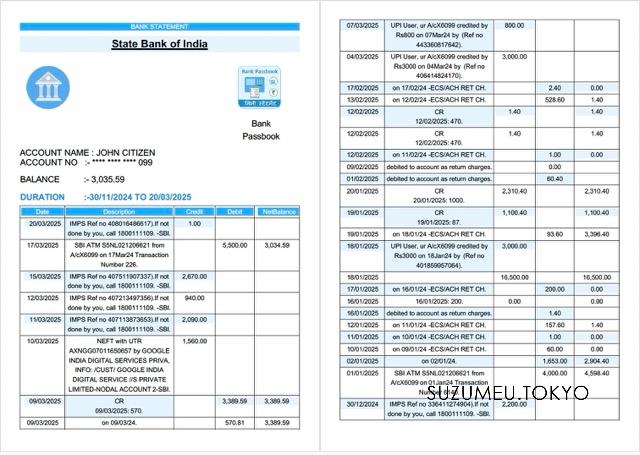 BANK STATEMENT
State Bank of India
Bank Passbook
मिनी स्टेटमेंट
Bank
Passbook
ACCOUNT NAME : JOHN CITIZEN
ACCOUNT NO :- **** **** **** 099
BALANCE :- 3,035.59
DURATION :-30/11/2024 TO 20/03/2025
Date Description Credit Debit NetBalance
20/03/2025 IMPS Ref no 408016486617).If not 1.00
done by you, call 1800111109. -SBI.
17/03/2025 SBI ATM S5NL021206621 from 5,500.00 3,034.59
A/cX6099 on 17Mar24 Transaction
Number 226.
15/03/2025 IMPS Ref no 407511907337).If not 2,670.00
done by you, call 1800111109. -SBI.
12/03/2025 IMPS Ref no 407213497356).If not 940.00
done by you, call 1800111109. -SBI.
11/03/2025 IMPS Ref no 407113873653).If not 2,090.00
done by you, call 1800111109. -SBI.
10/03/2025 NEFT with UTR 1,560.00
AXNGG07011650657 by GOOGLE
INDIA DIGITAL SERVICES PRIVA,
INFO: /CUST/ GOOGLE INDIA
DIGITAL SERVICE //S PRIVATE
LIMITED-NODAL ACCOUNT 2-SBI.
09/03/2025 CR 3,389.59 3,389.59
09/03/2025: 570.
09/03/2025 on 09/03/24. 570.81 3,389.59
07/03/2025 UPI User, ur A/cX6099 credited by 800.00
Rs800 on 07Mar24 by (Ref no
443360817642).
04/03/2025 UPI User, ur A/cX6099 credited by 3,000.00
Rs3000 on 04Mar24 by (Ref no
406414824170).
17/02/2025 on 17/02/24 -ECS/ACH RET CH. 2.40 0.00
13/02/2025 on 12/02/24 -ECS/ACH RET CH. 528.60 1.40
12/02/2025 CR 1.40 1.40
12/02/2025: 470.
12/02/2025 CR 1.40 1.40
12/02/2025: 470.
12/02/2025 on 11/02/24 -ECS/ACH RET CH. 1.00 0.00
09/02/2025 debited to account as return charges. 0.00
01/02/2025 debited to account as return charges. 60.40
20/01/2025 CR 2,310.40 2,310.40
20/01/2025: 1000.
19/01/2025 CR 1,100.40 1,100.40
19/01/2025: 87.
19/01/2025 on 18/01/24 -ECS/ACH RET CH. 93.60 3,396.40
18/01/2025 UPI User, ur A/cX6099 credited by 3,000.00
Rs3000 on 18Jan24 by (Ref no
401859957064).
18/01/2025 16,500.00 16,500.00
17/01/2025 on 16/01/24 -ECS/ACH RET CH. 200.00 0.00
16/01/2025 16/01/2025: 200. 0.00 0.00
16/01/2025 debited to account as return charges. 1.40
12/01/2025 on 11/01/24 -ECS/ACH RET CH. 157.60 1.40
11/01/2025 on 10/01/24 -ECS/ACH RET CH. 1.00 0.00
10/01/2025 on 09/01/24 -ECS/ACH RET CH. 60.00 0.00
02/01/2025 on 02/01/24. 1,653.00 2,904.40
01/01/2025 SBI ATM S5NL021206621 from 4,000.00 4,598.40
A/cX6099 on 01Jan24 Transaction
Number
SUZUMEU.TOKYO
30/12/2024 IMPS Ref no 336411274904).If not 2,200.00
done by you, call 1800111109. -SBI.